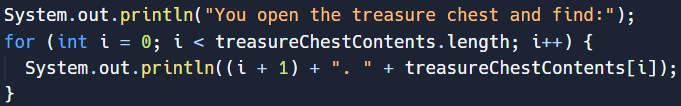 System.out.println("You open the treasure chest and find:");
for (int i = 0; i < treasureChestContents.length; i++) {
  System.out.println((i + 1) + ". " + treasureChestContents[i]);
}